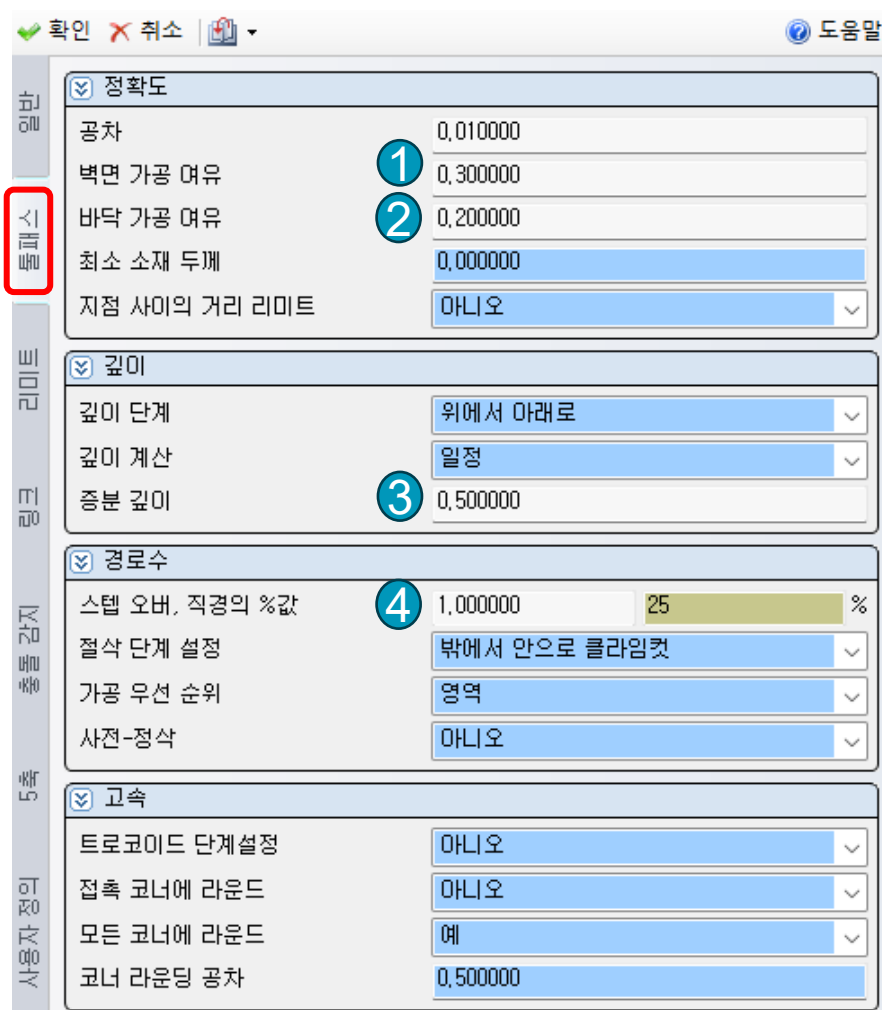 확인 취소 도움말
일반
툴패스
리미트
링크
충돌 감지
5축
사용자 정의
정확도
공차 0,010000
벽면 가공 여유 1 0,300000
바닥 가공 여유 2 0,200000
최소 소재 두께 0,000000
지점 사이의 거리 리미트 아니오
깊이
깊이 단계 위에서 아래로
깊이 계산 일정
증분 깊이 3 0,500000
경로수
스텝 오버, 직경의 %값 4 1,000000 25 %
절삭 단계 설정 밖에서 안으로 클라임컷
가공 우선 순위 영역
사전-정삭 아니오
고속
트로코이드 단계설정 아니오
접촉 코너에 라운드 아니오
모든 코너에 라운드 예
코너 라운딩 공차 0,500000